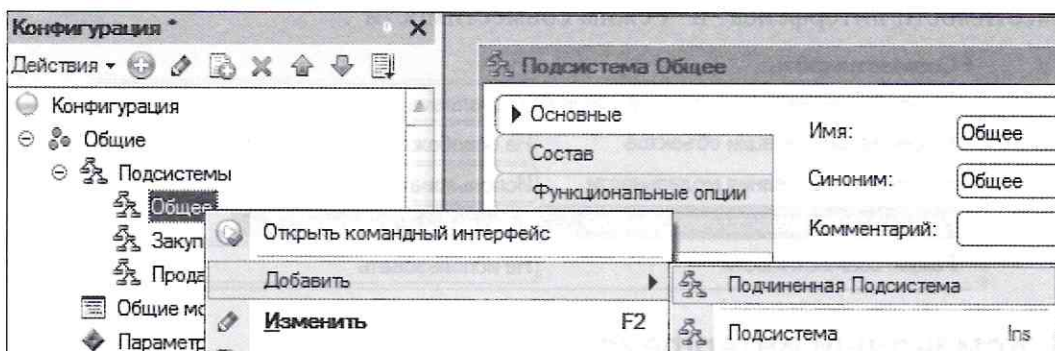 Конфигурация *
Действия
Конфигурация
Общие
Подсистемы
Общее
Закуп
Прода
Общие мо
Параметр
Открыть командный интерфейс
Добавить
Изменить F2
Подчиненная Подсистема
Подсистема Ins
Подсистема Общее
Основные
Состав
Функциональные опции
Имя: Общее
Синоним: Общее
Комментарий: